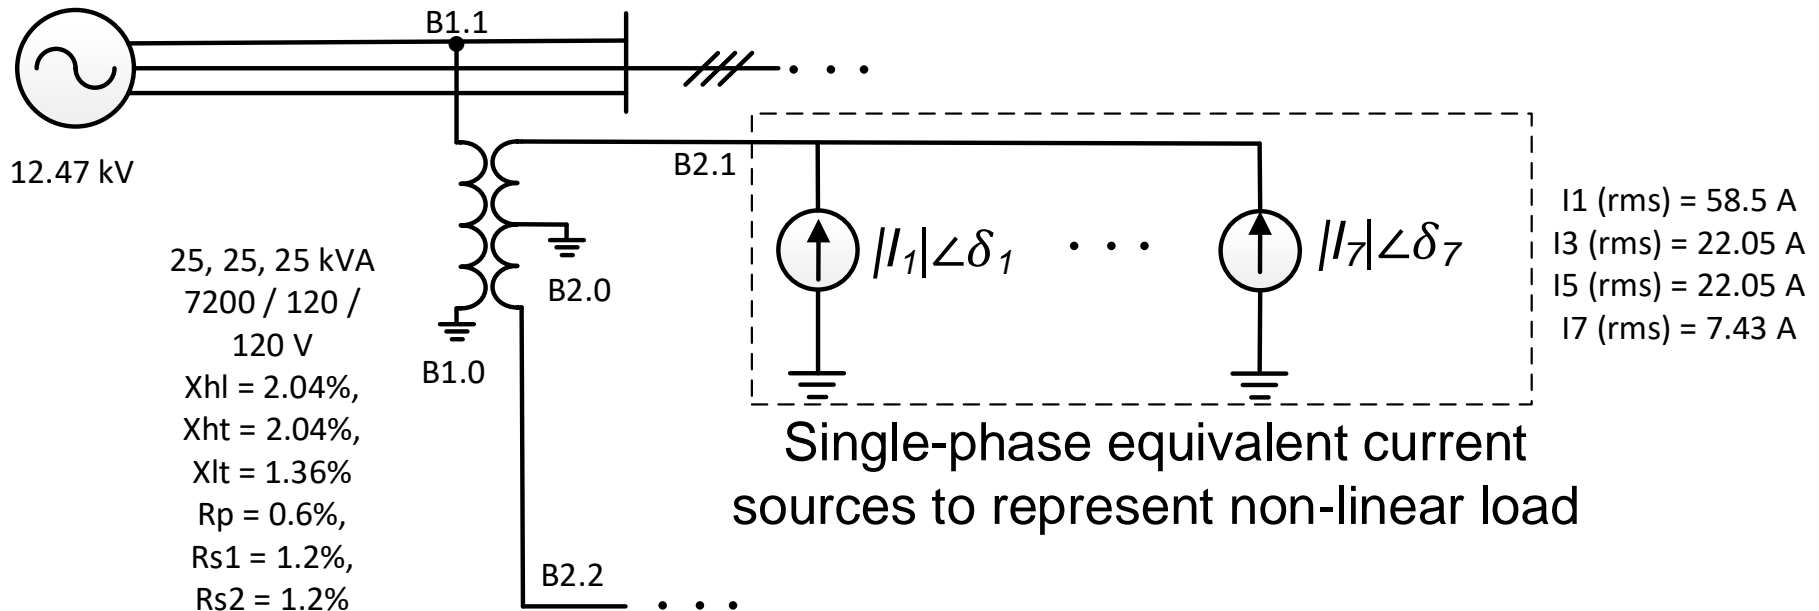 B1.1
12.47 kV
B2.1
25, 25, 25 kVA
7200 / 120 /
120 V
Xhl = 2.04%,
Xht = 2.04%,
Xlt = 1.36%
Rp = 0.6%,
Rs1 = 1.2%,
Rs2 = 1.2%
B1.0
B2.0
B2.2
|I₁|∠δ₁
. . .
|I₇|∠δ₇
I1 (rms) = 58.5 A
I3 (rms) = 22.05 A
I5 (rms) = 22.05 A
I7 (rms) = 7.43 A
Single-phase equivalent current
sources to represent non-linear load